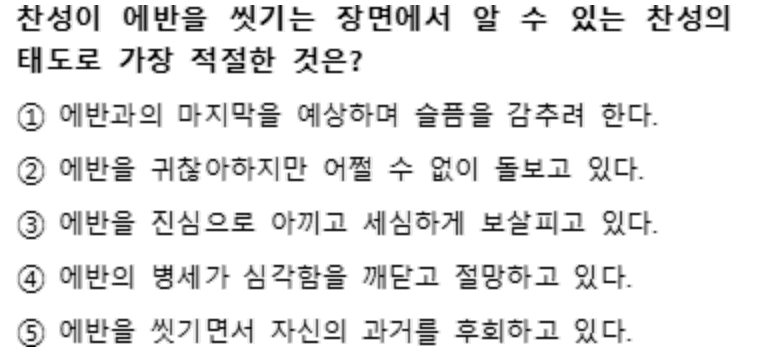 찬성이 에반을 씻기는 장면에서 알 수 있는 찬성의
태도로 가장 적절한 것은?
① 에반과의 마지막을 예상하며 슬픔을 감추려 한다.
② 에반을 귀찮아하지만 어쩔 수 없이 돌보고 있다.
③ 에반을 진심으로 아끼고 세심하게 보살피고 있다.
④ 에반의 병세가 심각함을 깨닫고 절망하고 있다.
⑤ 에반을 씻기면서 자신의 과거를 후회하고 있다.